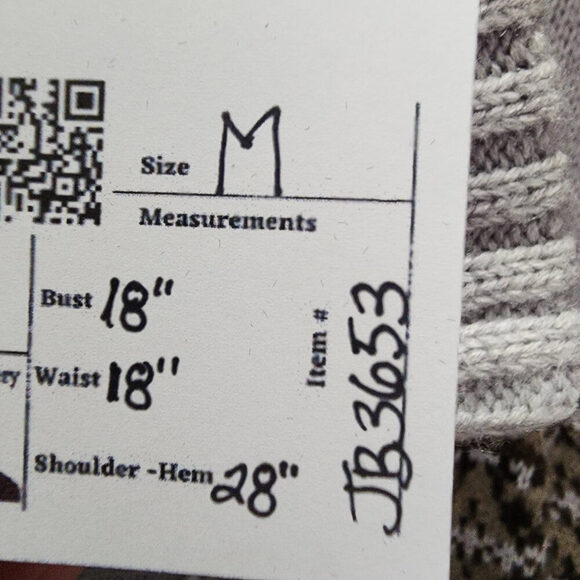 Size M
Measurements
Bust 18"
Waist 18"
Shoulder -Hem 28"
Item # JB3653